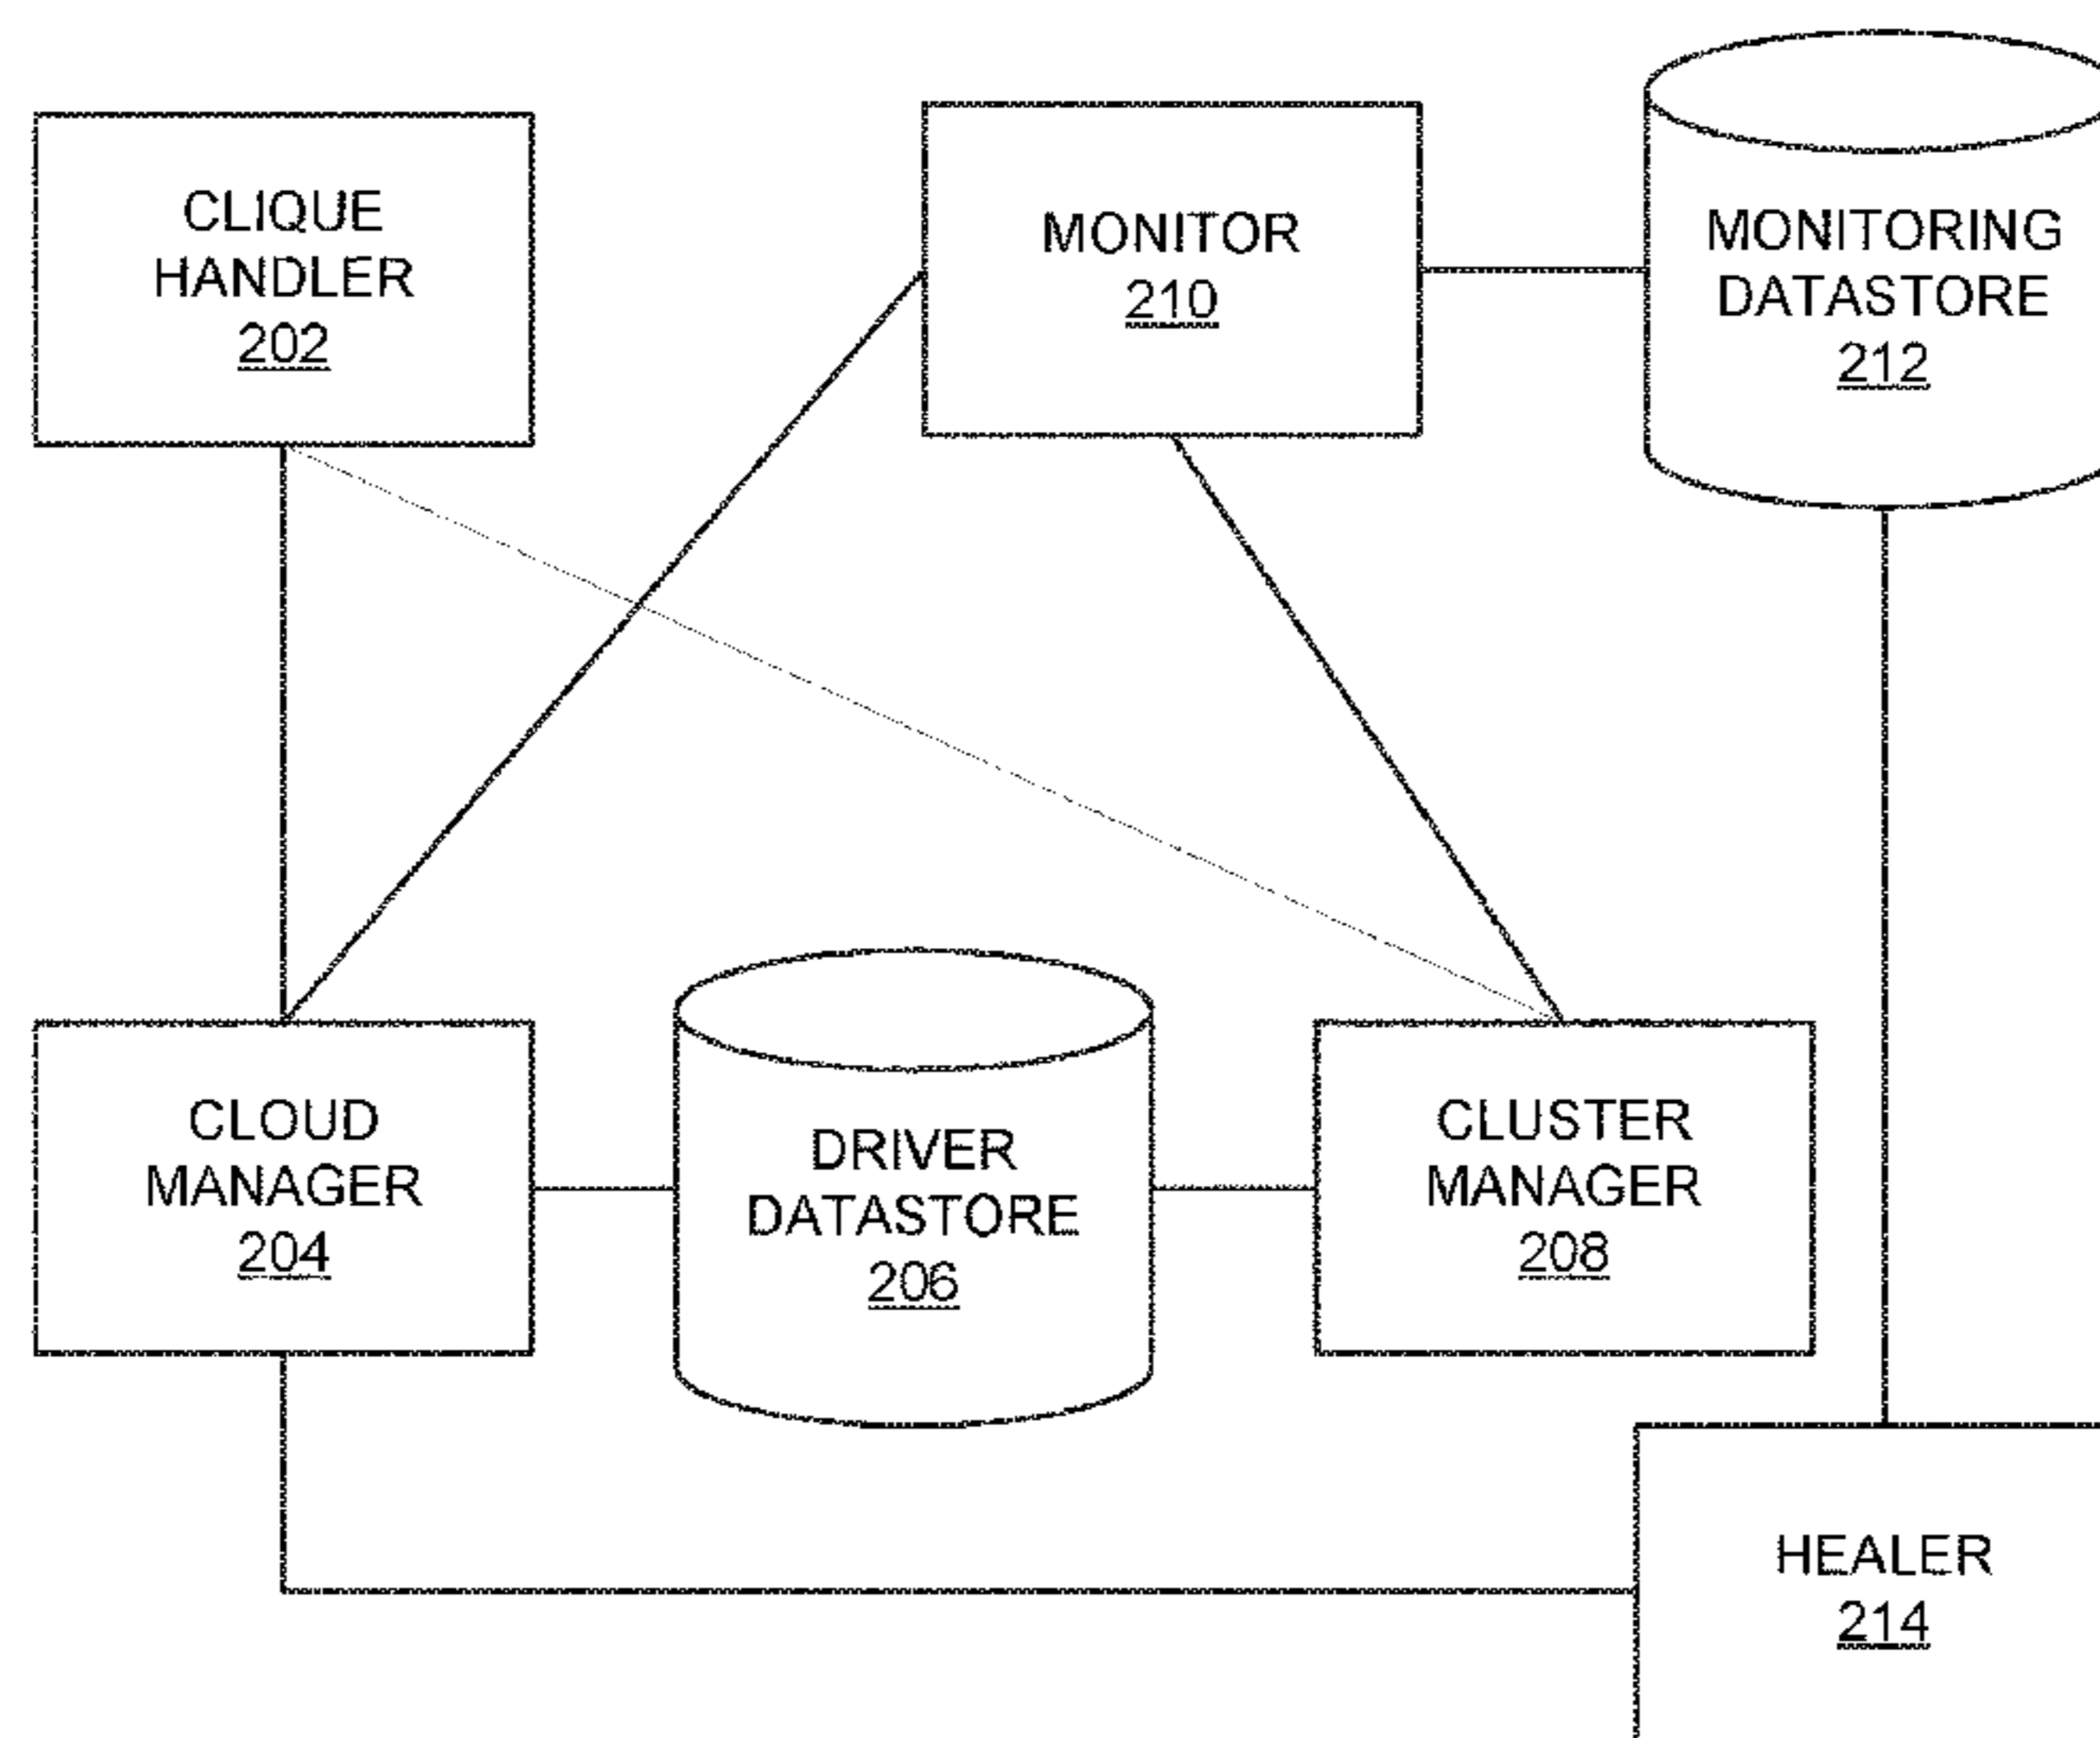 CLIQUE
HANDLER
202
MONITOR
210
MONITORING
DATASTORE
212
CLOUD
MANAGER
204
DRIVER
DATASTORE
206
CLUSTER
MANAGER
208
HEALER
214